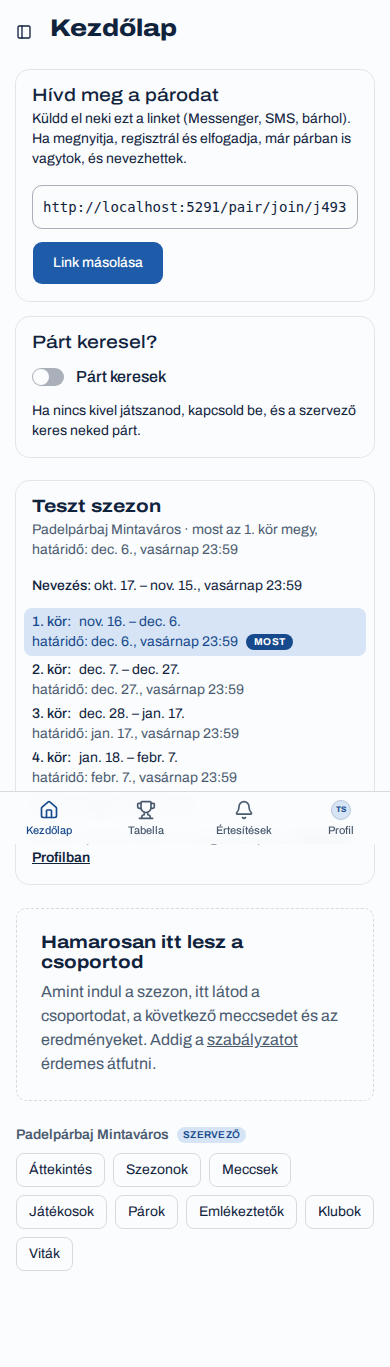 Kezdőlap
Hívd meg a párodat
Küldd el neki ezt a linket (Messenger, SMS, bárhol).
Ha megnyitja, regisztrál és elfogadja, már párban is
vagytok, és nevezhettek.
http://localhost:5291/pair/join/j493
Link másolása
Párt keresel?
Párt keresek
Ha nincs kivel játszanod, kapcsold be, és a szervező
keres neked párt.
Teszt szezon
Padelpárbaj Mintaváros · most az 1. kör megy,
határidő: dec. 6., vasárnap 23:59
Nevezés: okt. 17. – nov. 15., vasárnap 23:59
1. kör: nov. 16. – dec. 6.
határidő: dec. 6., vasárnap 23:59 MOST
2. kör: dec. 7. – dec. 27.
határidő: dec. 27., vasárnap 23:59
3. kör: dec. 28. – jan. 17.
határidő: jan. 17., vasárnap 23:59
4. kör: jan. 18. – febr. 7.
határidő: febr. 7., vasárnap 23:59
TS
Kezdőlap Tabella Értesítések Profil
Profilban
Hamarosan itt lesz a
csoportod
Amint indul a szezon, itt látod a
csoportodat, a következő meccsedet és az
eredményeket. Addig a szabályzatot
érdemes átfutni.
Padelpárbaj Mintaváros SZERVEZŐ
Áttekintés Szezonok Meccsek
Játékosok Párok Emlékeztetők Klubok
Viták